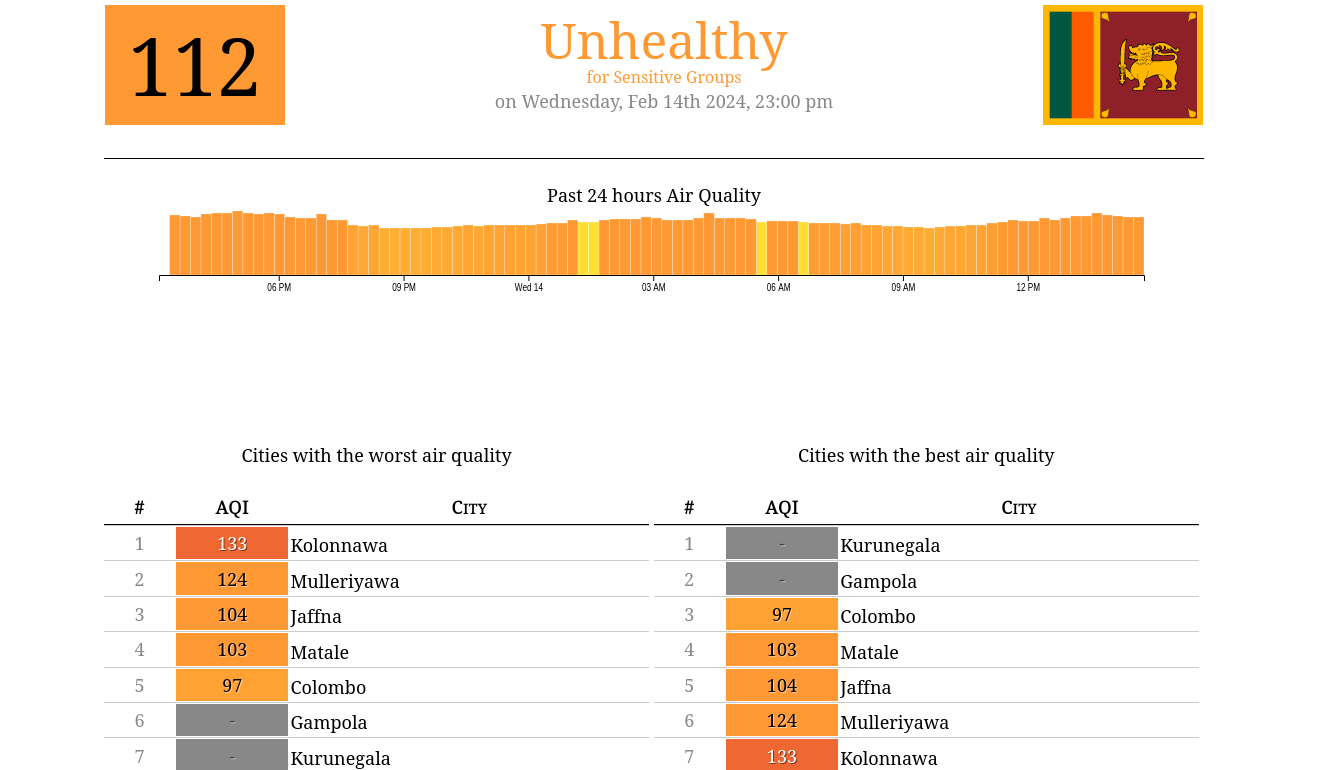 112
Unhealthy
for Sensitive Groups
on Wednesday, Feb 14th 2024, 23:00 pm
Past 24 hours Air Quality
06 PM 09 PM Wed 14 03 AM 06 AM 09 AM 12 PM
Cities with the worst air quality
# AQI City
1 133 Kolonnawa
2 124 Mulleriyawa
3 104 Jaffna
4 103 Matale
5 97 Colombo
6 - Gampola
7 - Kurunegala
Cities with the best air quality
# AQI City
1 - Kurunegala
2 - Gampola
3 97 Colombo
4 103 Matale
5 104 Jaffna
6 124 Mulleriyawa
7 133 Kolonnawa